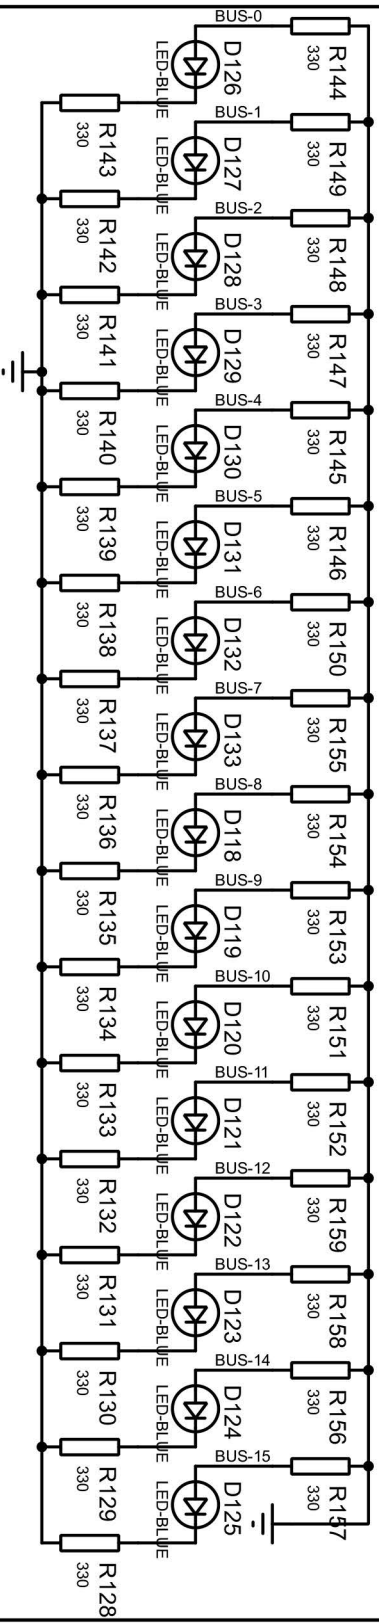 BUS-0
R144
330
D126
LED-BLUE
R143
330
BUS-1
R149
330
D127
LED-BLUE
R142
330
BUS-2
R148
330
D128
LED-BLUE
R141
330
BUS-3
R147
330
D129
LED-BLUE
R140
330
BUS-4
R145
330
D130
LED-BLUE
R139
330
BUS-5
R146
330
D131
LED-BLUE
R138
330
BUS-6
R150
330
D132
LED-BLUE
R137
330
BUS-7
R155
330
D133
LED-BLUE
R136
330
BUS-8
R154
330
D118
LED-BLUE
R135
330
BUS-9
R153
330
D119
LED-BLUE
R134
330
BUS-10
R151
330
D120
LED-BLUE
R133
330
BUS-11
R152
330
D121
LED-BLUE
R132
330
BUS-12
R159
330
D122
LED-BLUE
R131
330
BUS-13
R158
330
D123
LED-BLUE
R130
330
BUS-14
R156
330
D124
LED-BLUE
R129
330
BUS-15
R157
330
D125
LED-BLUE
R128
330